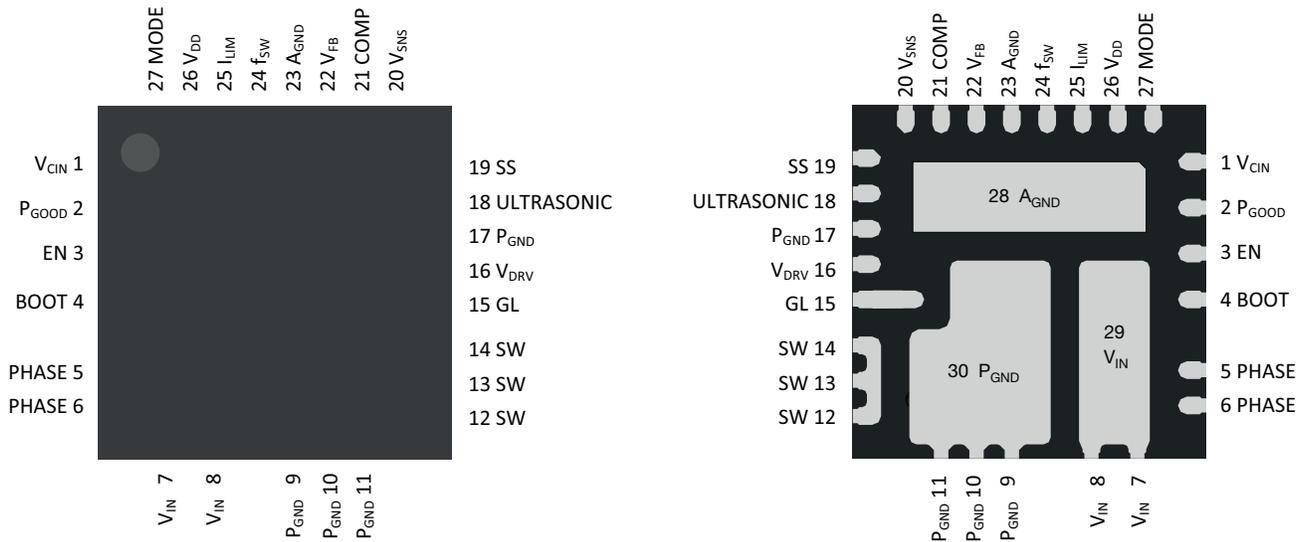 27 MODE
26 VDD
25 ILIM
24 fSW
23 AGND
22 VFB
21 COMP
20 VSNS
VCIN 1
PGOOD 2
EN 3
BOOT 4
PHASE 5
PHASE 6
19 SS
18 ULTRASONIC
17 PGND
16 VDRV
15 GL
14 SW
13 SW
12 SW
VIN 7
VIN 8
PGND 9
PGND 10
PGND 11
20 VSNS
21 COMP
22 VFB
23 AGND
24 fSW
25 ILIM
26 VDD
27 MODE
SS 19
ULTRASONIC 18
PGND 17
VDRV 16
GL 15
SW 14
SW 13
SW 12
28 AGND
29
VIN
30 PGND
1 VCIN
2 PGOOD
3 EN
4 BOOT
5 PHASE
6 PHASE
PGND 11
PGND 10
PGND 9
VIN 8
VIN 7